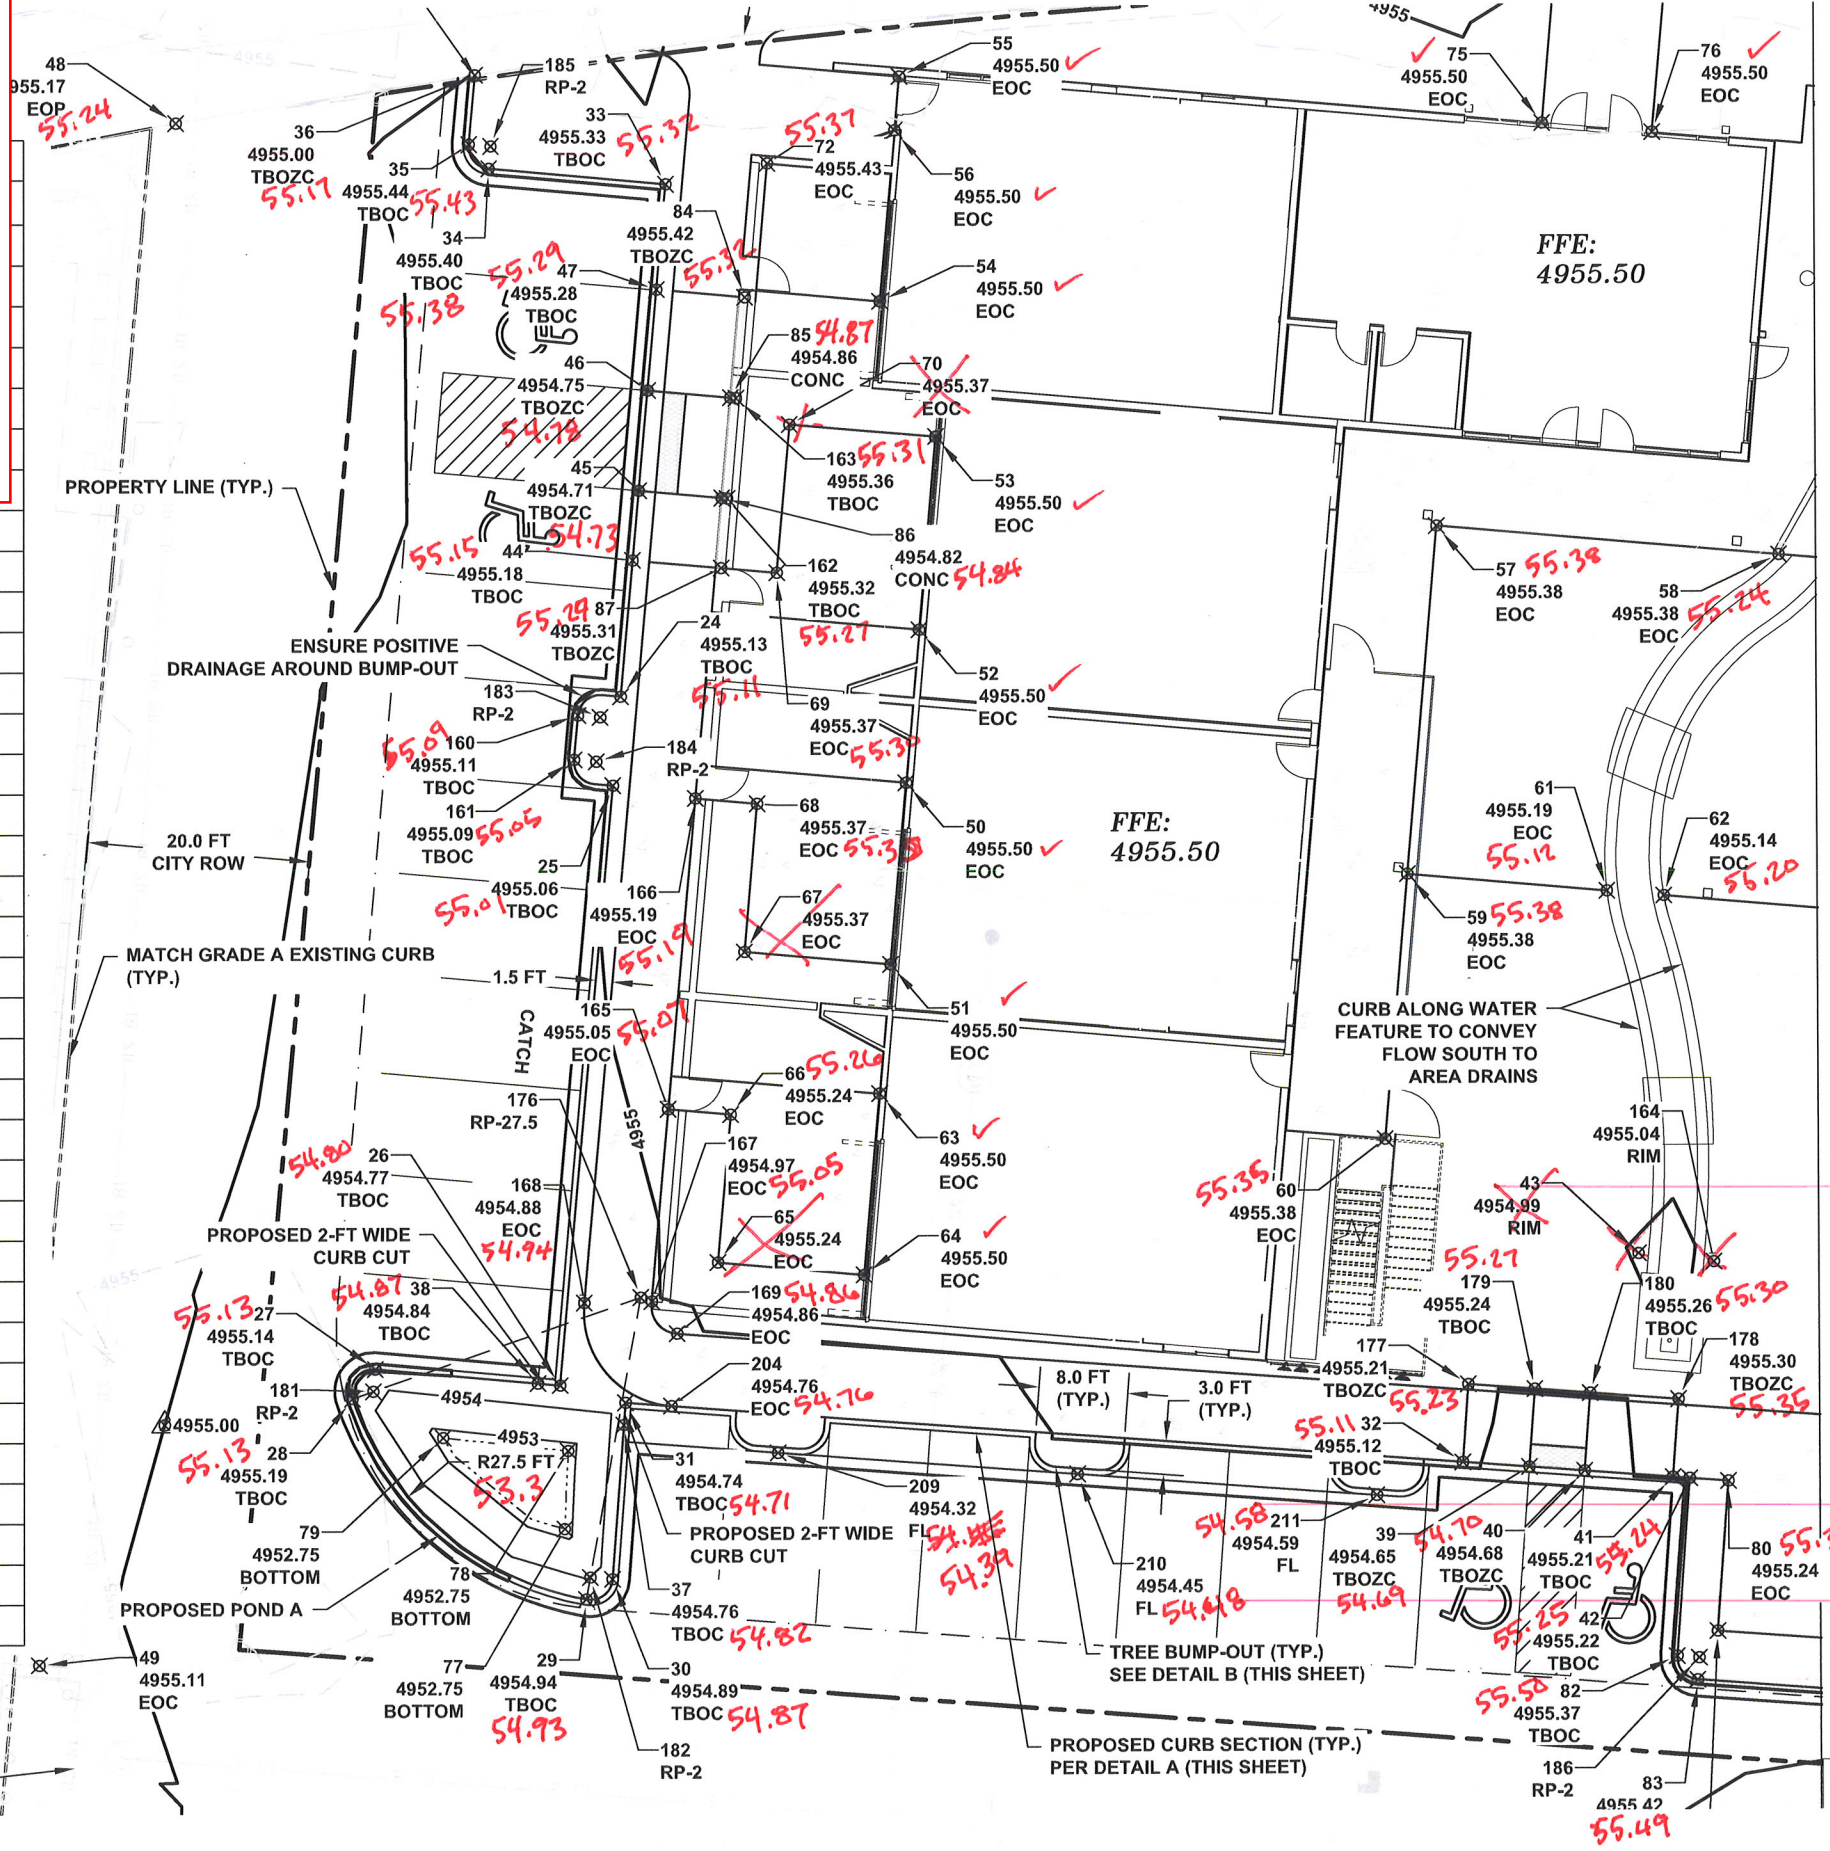 48
955.17
EOP
55.24
185
RP-2
33
4955.33
TBOC
55.32
55
4955.50
EOC
4955
75
4955.50
EOC
76
4955.50
EOC
36
4955.00
TBOZC
55.17
35
4955.44
TBOC
55.43
34
4955.40
TBOC
55.38
55.37
72
4955.43
EOC
56
4955.50
EOC
84
4955.42
TBOZC
55.32
55.29
47
4955.28
TBOC
54
4955.50
EOC
FFE:
4955.50
85
54.87
4954.86
CONC
46
4954.75
TBOZC
54.78
70
4955.37
EOC
163
55.31
4955.36
TBOC
53
4955.50
EOC
PROPERTY LINE (TYP.)
45
4954.71
TBOZC
54.73
55.15
44
4955.18
TBOC
86
4954.82
CONC
54.84
162
4955.32
TBOC
55.27
57
55.38
4955.38
EOC
58
4955.38
EOC
55.24
55.29
87
4955.31
TBOZC
24
4955.13
TBOC
55.11
ENSURE POSITIVE
DRAINAGE AROUND BUMP-OUT
52
4955.50
EOC
183
RP-2
69
4955.37
EOC
55.30
55.09
160
4955.11
TBOC
184
RP-2
161
4955.09
TBOC
55.05
68
4955.37
EOC
50
4955.50
EOC
FFE:
4955.50
61
4955.19
EOC
55.12
62
4955.14
EOC
55.20
20.0 FT
CITY ROW
25
4955.06
TBOC
55.01
166
4955.19
EOC
55.19
67
4955.37
EOC
59
55.38
4955.38
EOC
MATCH GRADE A EXISTING CURB
(TYP.)
1.5 FT
CATCH
165
4955.05
EOC
55.07
51
4955.50
EOC
CURB ALONG WATER
FEATURE TO CONVEY
FLOW SOUTH TO
AREA DRAINS
66
55.26
4955.24
EOC
176
RP-27.5
4955
63
4955.50
EOC
164
4955.04
RIM
54.80
26
4954.77
TBOC
167
4954.97
EOC
55.05
168
4954.88
EOC
54.94
55.35
60
4955.38
EOC
43
4954.99
RIM
65
4955.24
EOC
64
4955.50
EOC
PROPOSED 2-FT WIDE
CURB CUT
54.87
38
4954.84
TBOC
169
54.86
4954.86
EOC
55.27
179
4955.24
TBOC
180
4955.26
TBOC
55.30
55.13
27
4955.14
TBOC
177
4955.21
TBOZC
55.23
178
4955.30
TBOZC
55.35
204
4954.76
EOC
54.76
8.0 FT
(TYP.)
3.0 FT
(TYP.)
181
RP-2
4954
4955.00
4953
R27.5 FT
53.3
55.13
28
4955.19
TBOC
55.11
32
4955.12
TBOC
31
4954.74
TBOC
54.71
209
4954.32
FL
54.39
PROPOSED 2-FT WIDE
CURB CUT
54.58
211
4954.59
FL
39
4954.65
TBOZC
54.69
54.70
40
4954.68
TBOZC
41
4955.21
TBOC
55.24
80
4955.24
EOC
79
4952.75
BOTTOM
78
4952.75
BOTTOM
210
4954.45
FL
54.48
37
4954.76
TBOC
54.82
PROPOSED POND A
55.25
42
4955.22
TBOC
TREE BUMP-OUT (TYP.)
SEE DETAIL B (THIS SHEET)
49
4955.11
EOC
77
4952.75
BOTTOM
29
4954.94
TBOC
54.93
30
4954.89
TBOC
54.87
55.50
82
4955.37
TBOC
182
RP-2
PROPOSED CURB SECTION (TYP.)
PER DETAIL A (THIS SHEET)
186
RP-2
83
4955.42
55.49